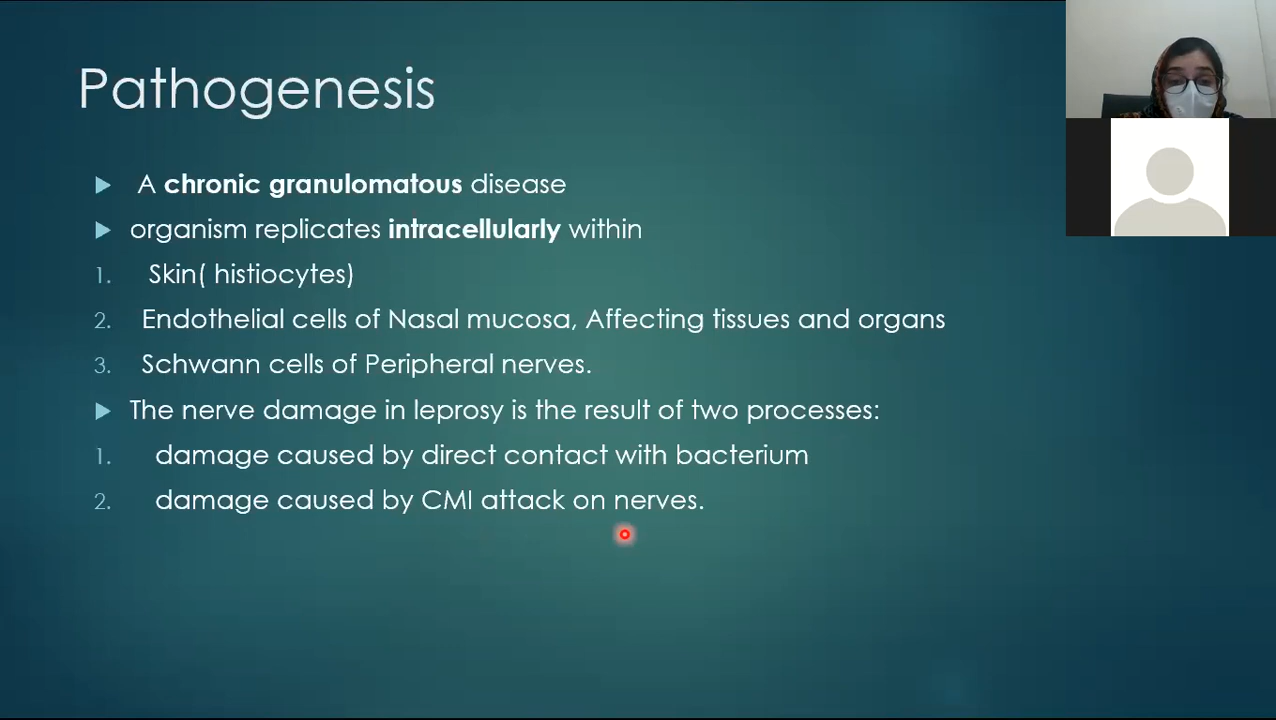 Pathogenesis
A chronic granulomatous disease
organism replicates intracellularly within
1. Skin( histiocytes)
2. Endothelial cells of Nasal mucosa, Affecting tissues and organs
3. Schwann cells of Peripheral nerves.
The nerve damage in leprosy is the result of two processes:
1. damage caused by direct contact with bacterium
2. damage caused by CMI attack on nerves.